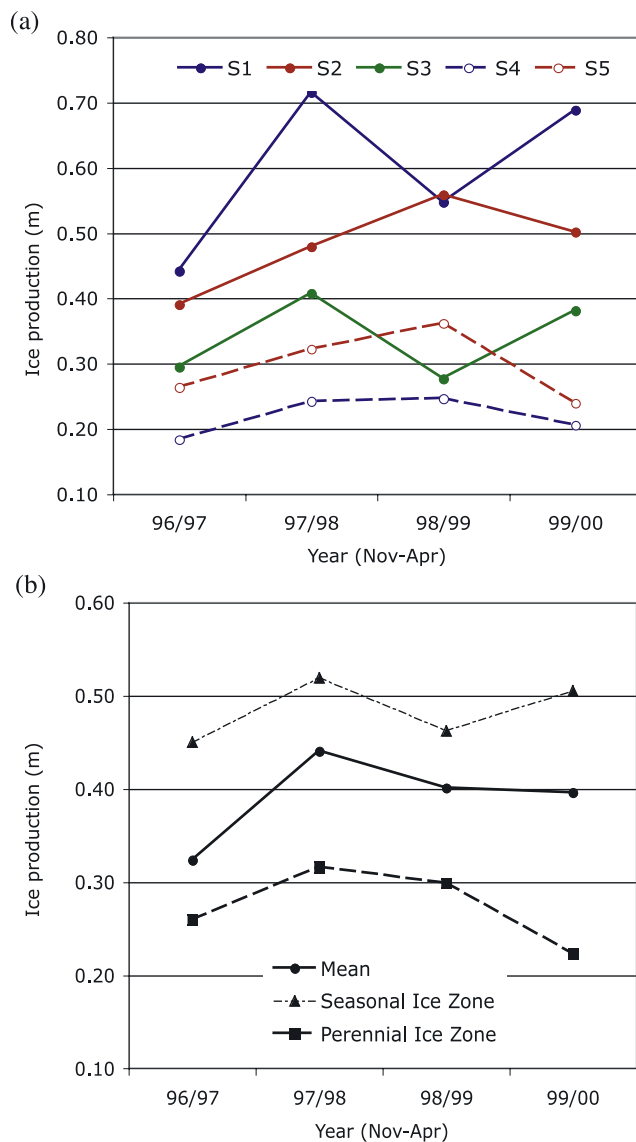 (a)
0.80
S1 S2 S3 S4 S5
0.70
0.60
0.50
0.40
0.30
0.20
0.10
Ice production (m)
96/97 97/98 98/99 99/00
Year (Nov-Apr)
(b)
0.60
0.50
0.40
0.30
0.20
0.10
Ice production (m)
Mean
Seasonal Ice Zone
Perennial Ice Zone
96/97 97/98 98/99 99/00
Year (Nov-Apr)